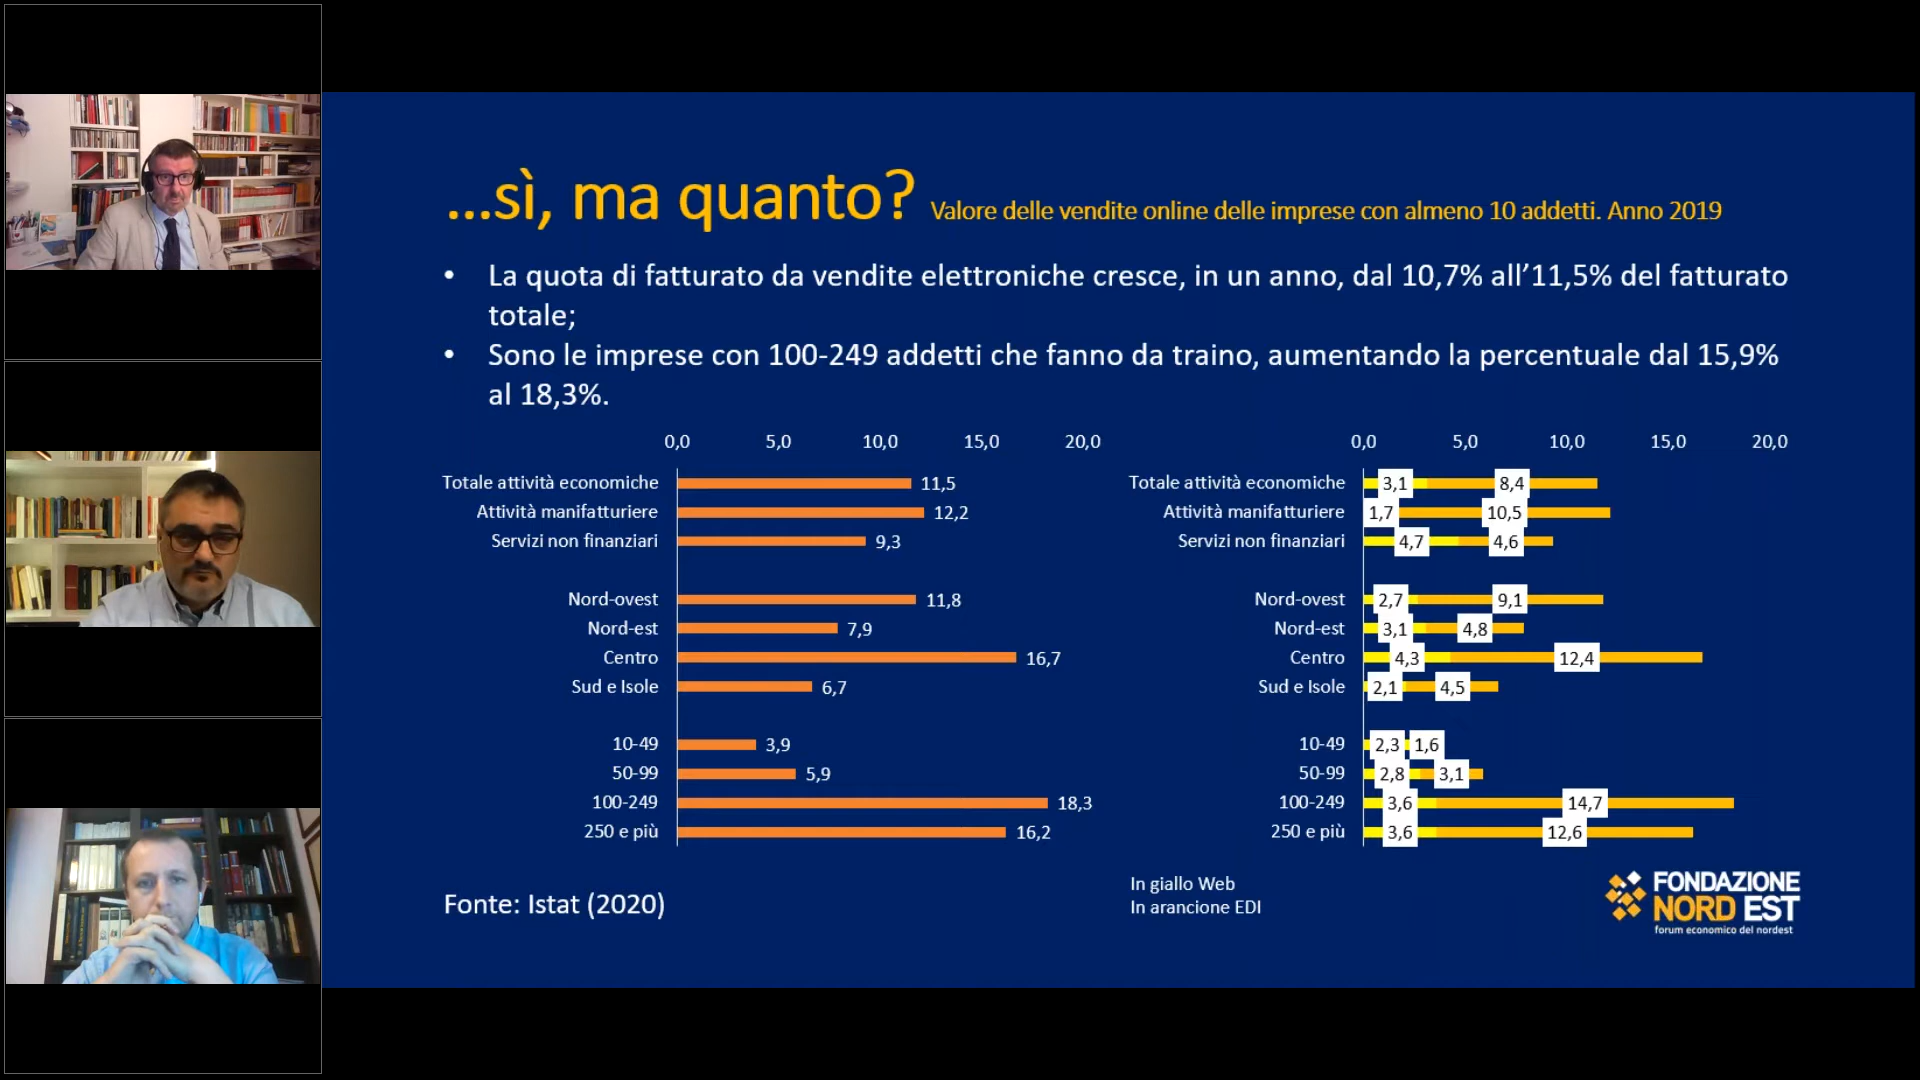 ...sì, ma quanto? Valore delle vendite online delle imprese con almeno 10 addetti. Anno 2019
• La quota di fatturato da vendite elettroniche cresce, in un anno, dal 10,7% all'11,5% del fatturato
totale;
• Sono le imprese con 100-249 addetti che fanno da traino, aumentando la percentuale dal 15,9%
al 18,3%.
0,0 5,0 10,0 15,0 20,0
Totale attività economiche 11,5
Attività manifatturiere 12,2
Servizi non finanziari 9,3
Nord-ovest 11,8
Nord-est 7,9
Centro 16,7
Sud e Isole 6,7
10-49 3,9
50-99 5,9
100-249 18,3
250 e più 16,2
0,0 5,0 10,0 15,0 20,0
Totale attività economiche 3,1 8,4
Attività manifatturiere 1,7 10,5
Servizi non finanziari 4,7 4,6
Nord-ovest 2,7 9,1
Nord-est 3,1 4,8
Centro 4,3 12,4
Sud e Isole 2,1 4,5
10-49 2,3 1,6
50-99 2,8 3,1
100-249 3,6 14,7
250 e più 3,6 12,6
Fonte: Istat (2020)
In giallo Web
In arancione EDI
FONDAZIONE
NORD EST
forum economico del nordest